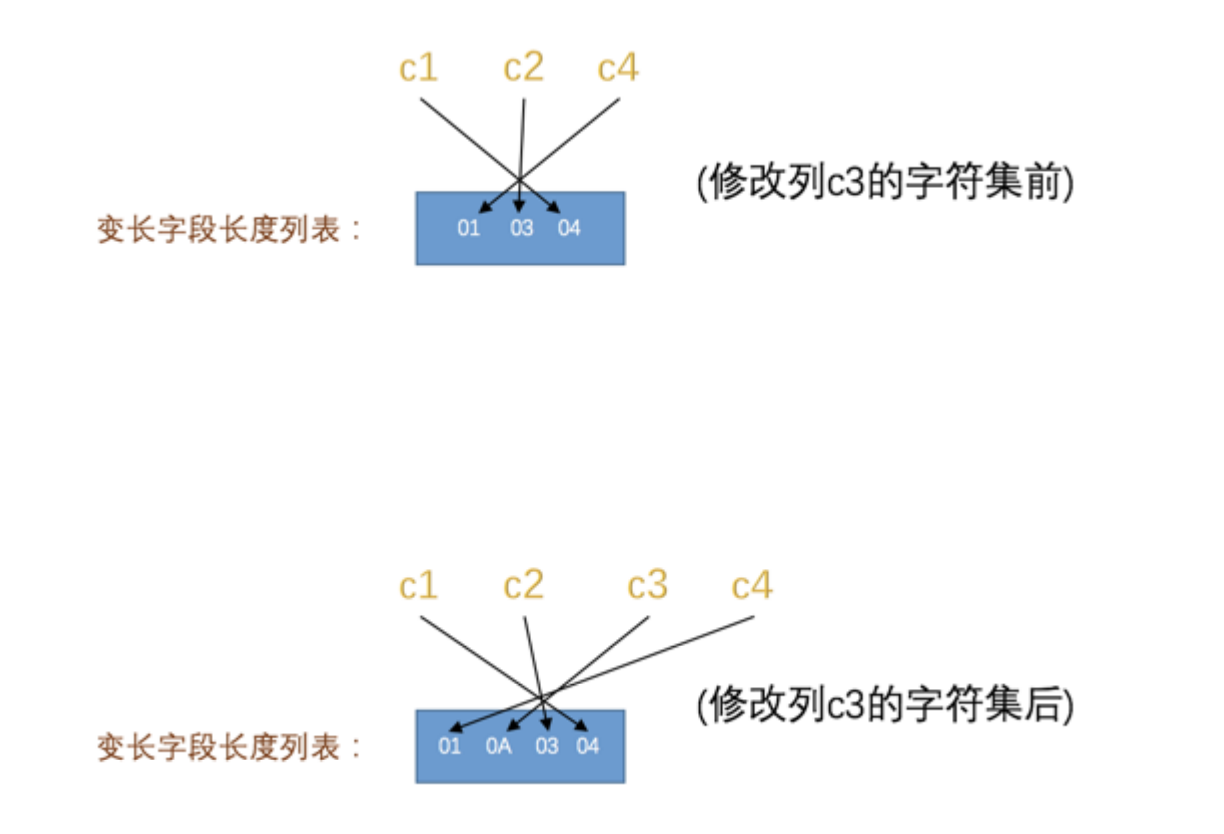 c1 c2 c4
(修改列c3的字符集前)
变长字段长度列表：
01 03 04
c1 c2 c3 c4
(修改列c3的字符集后)
变长字段长度列表：
01 0A 03 04